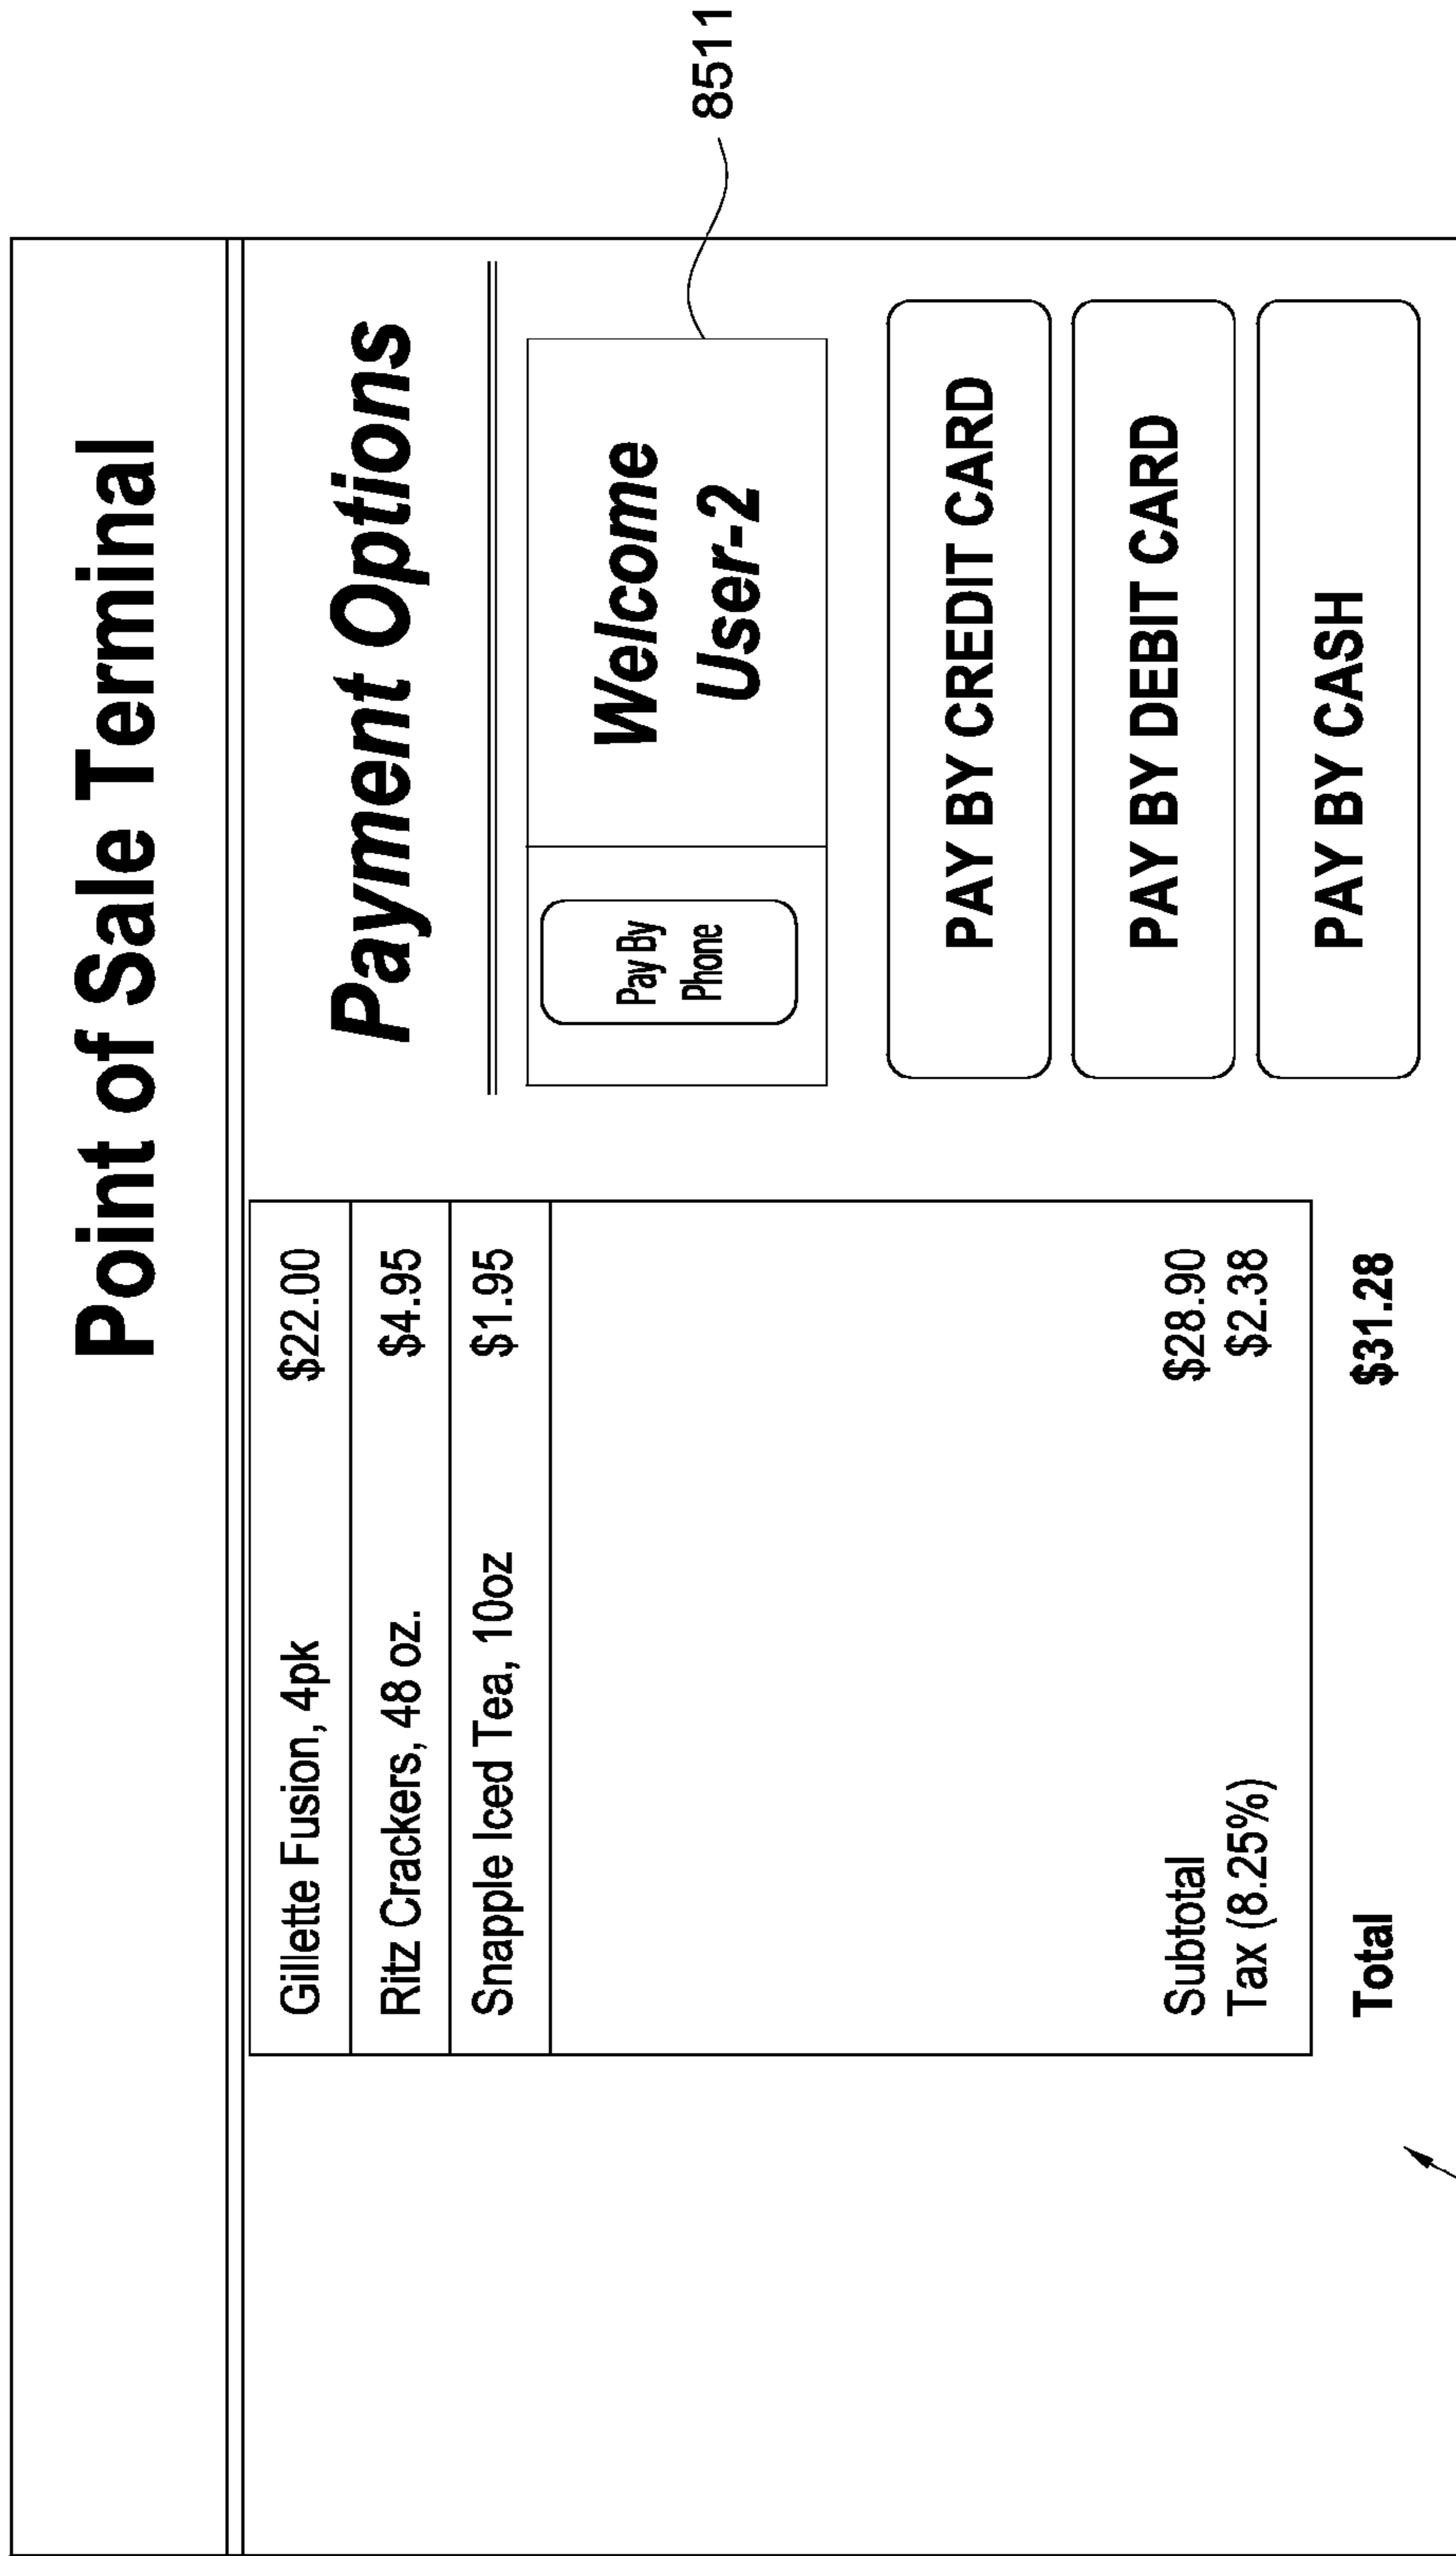 Point of Sale Terminal
Gillette Fusion, 4pk $22.00
Ritz Crackers, 48 oz. $4.95
Snapple Iced Tea, 10oz $1.95
Subtotal $28.90
Tax (8.25%) $2.38
Total $31.28
Payment Options
Pay By
Phone
Welcome
User-2
8511
PAY BY CREDIT CARD
PAY BY DEBIT CARD
PAY BY CASH